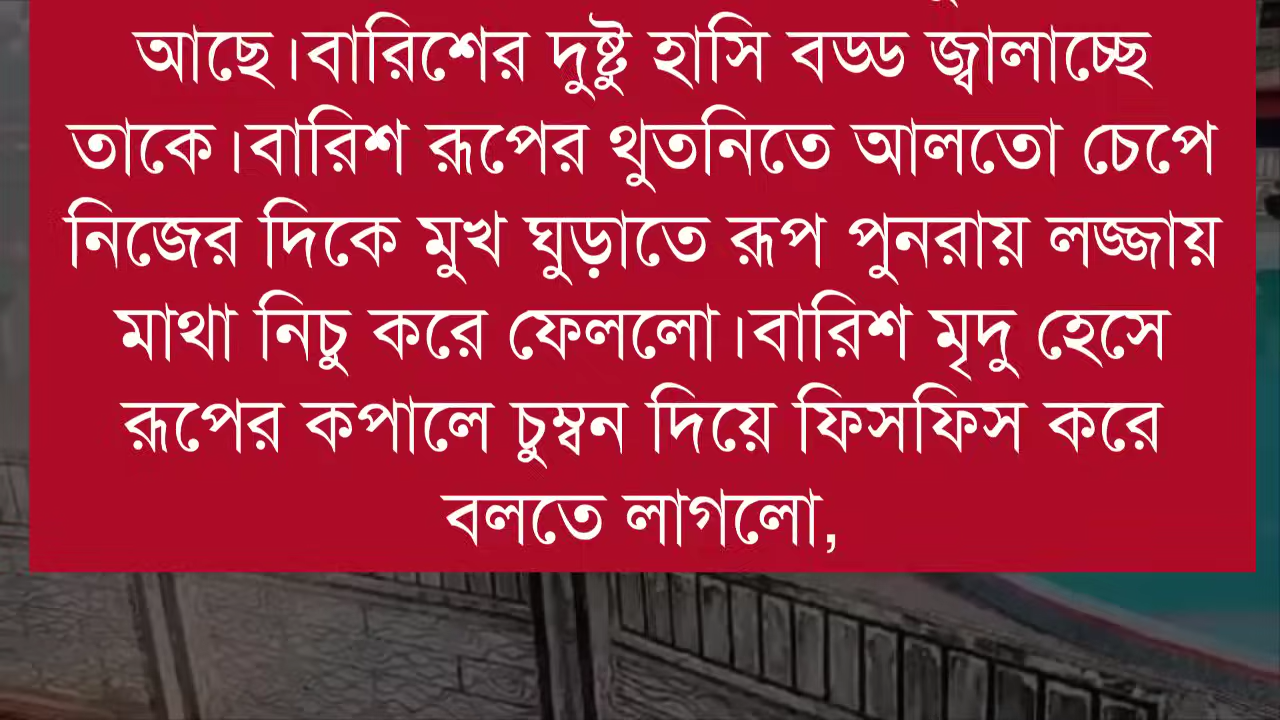 আছে।বারিশের দুষ্টু হাসি বড্ড জ্বালাচ্ছে
তাকে।বারিশ রূপের থুতনিতে আলতো চেপে
নিজের দিকে মুখ ঘুড়াতে রূপ পুনরায় লজ্জায়
মাথা নিচু করে ফেললো।বারিশ মৃদু হেসে
রূপের কপালে চুম্বন দিয়ে ফিসফিস করে
বলতে লাগলো,